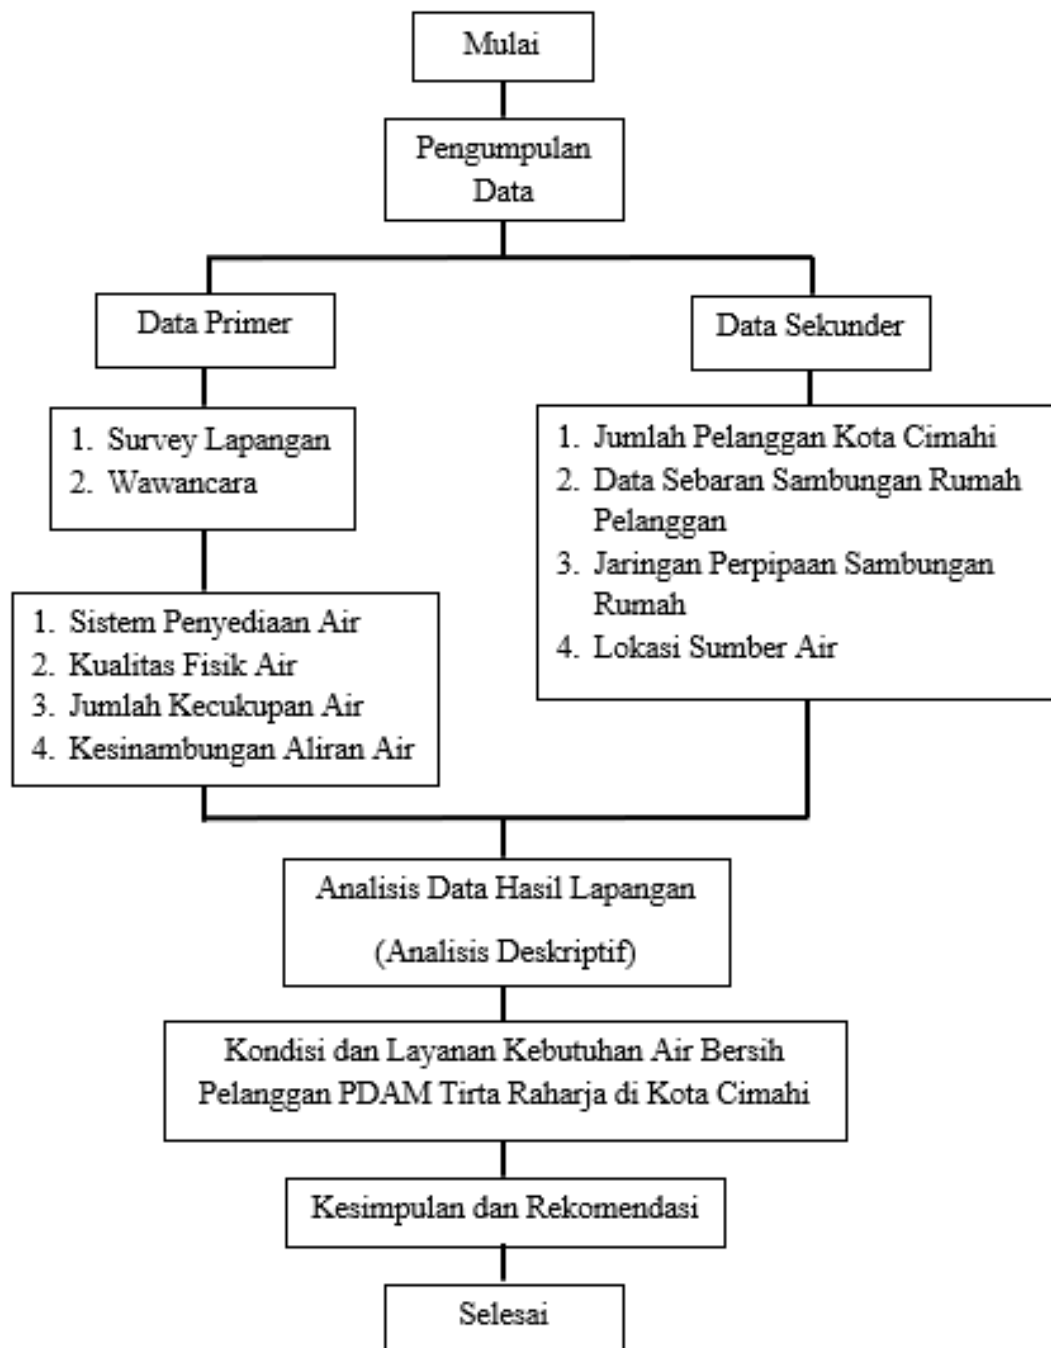 Mulai
Pengumpulan
Data
Data Primer
Data Sekunder
1. Survey Lapangan
2. Wawancara
1. Jumlah Pelanggan Kota Cimahi
2. Data Sebaran Sambungan Rumah
Pelanggan
3. Jaringan Perpipaan Sambungan
Rumah
4. Lokasi Sumber Air
1. Sistem Penyediaan Air
2. Kualitas Fisik Air
3. Jumlah Kecukupan Air
4. Kesinambungan Aliran Air
Analisis Data Hasil Lapangan
(Analisis Deskriptif)
Kondisi dan Layanan Kebutuhan Air Bersih
Pelanggan PDAM Tirta Raharja di Kota Cimahi
Kesimpulan dan Rekomendasi
Selesai